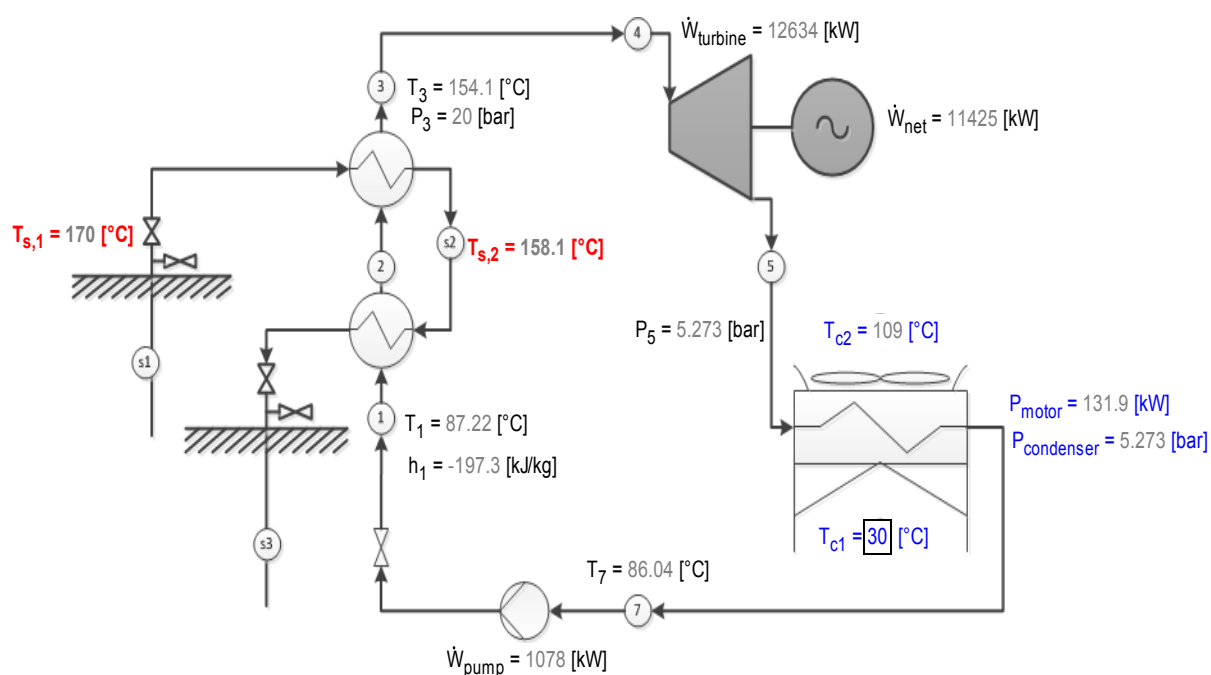 4
Ẇturbine = 12634 [kW]
3
T3 = 154.1 [°C]
P3 = 20 [bar]
Ẇnet = 11425 [kW]
Ts,1 = 170 [°C]
s2
Ts,2 = 158.1 [°C]
2
5
P5 = 5.273 [bar]
Tc2 = 109 [°C]
s1
Pmotor = 131.9 [kW]
1
T1 = 87.22 [°C]
Pcondenser = 5.273 [bar]
h1 = -197.3 [kJ/kg]
s3
Tc1 = 30 [°C]
T7 = 86.04 [°C]
7
Ẇpump = 1078 [kW]